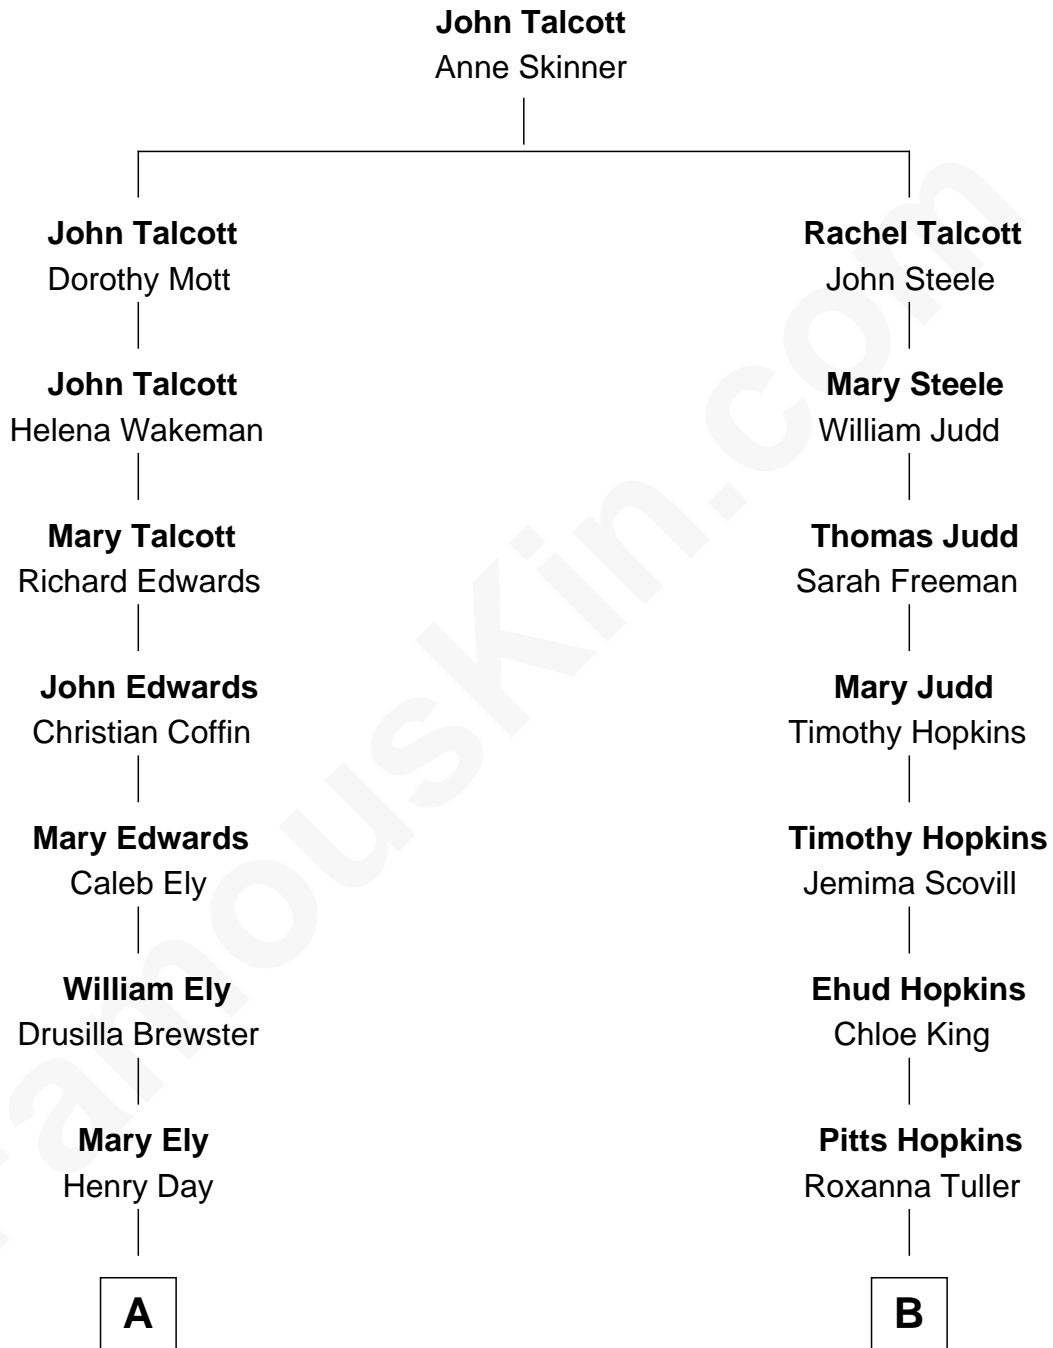 John Talcott
Anne Skinner
John Talcott
Dorothy Mott
John Talcott
Helena Wakeman
Mary Talcott
Richard Edwards
John Edwards
Christian Coffin
Mary Edwards
Caleb Ely
William Ely
Drusilla Brewster
Mary Ely
Henry Day
A
Rachel Talcott
John Steele
Mary Steele
William Judd
Thomas Judd
Sarah Freeman
Mary Judd
Timothy Hopkins
Timothy Hopkins
Jemima Scovill
Ehud Hopkins
Chloe King
Pitts Hopkins
Roxanna Tuller
B
FamousKin.com